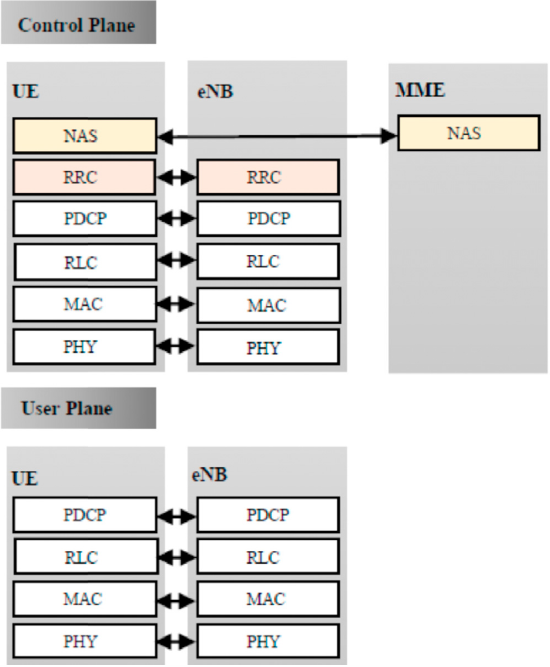 Control Plane
UE eNB MME
NAS NAS
RRC RRC
PDCP PDCP
RLC RLC
MAC MAC
PHY PHY
User Plane
UE eNB
PDCP PDCP
RLC RLC
MAC MAC
PHY PHY